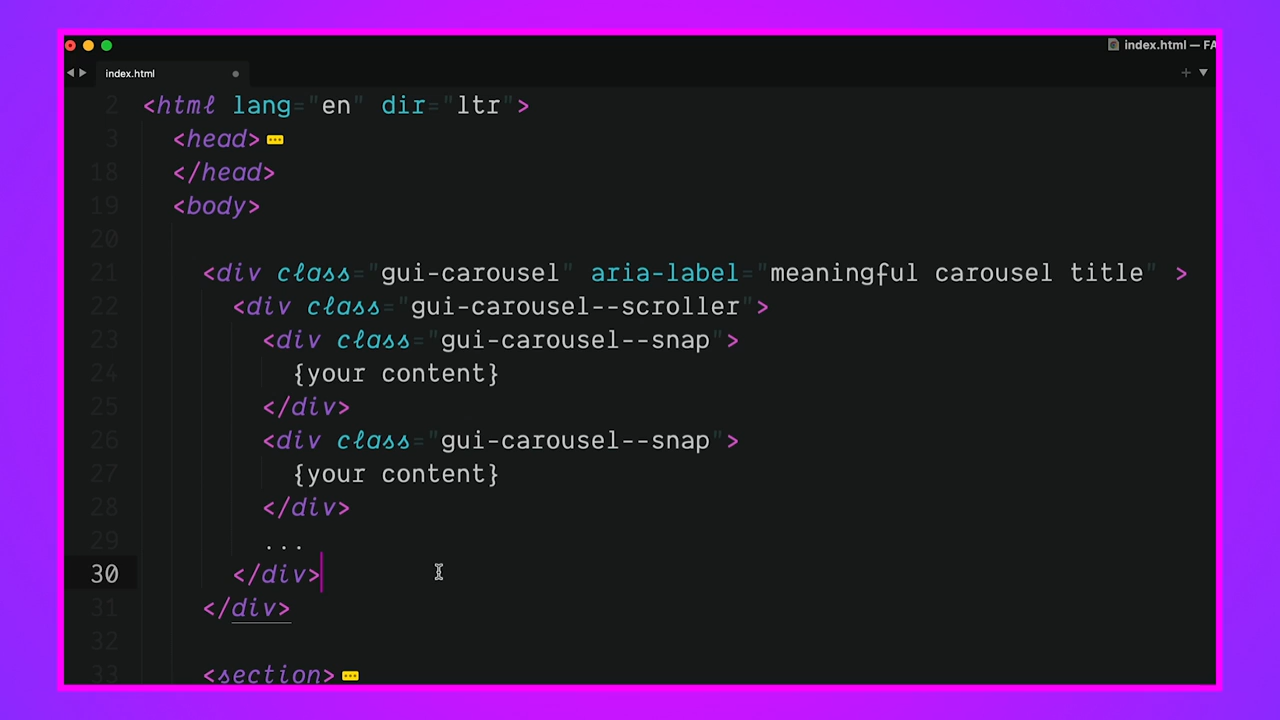 index.html — FA
index.html
2 <html lang="en" dir="ltr">
3 <head>
18 </head>
19 <body>
20
21 <div class="gui-carousel" aria-label="meaningful carousel title" >
22 <div class="gui-carousel--scroller">
23 <div class="gui-carousel--snap">
24 {your content}
25 </div>
26 <div class="gui-carousel--snap">
27 {your content}
28 </div>
29 ...
30 </div>
31 </div>
32
33 <section>